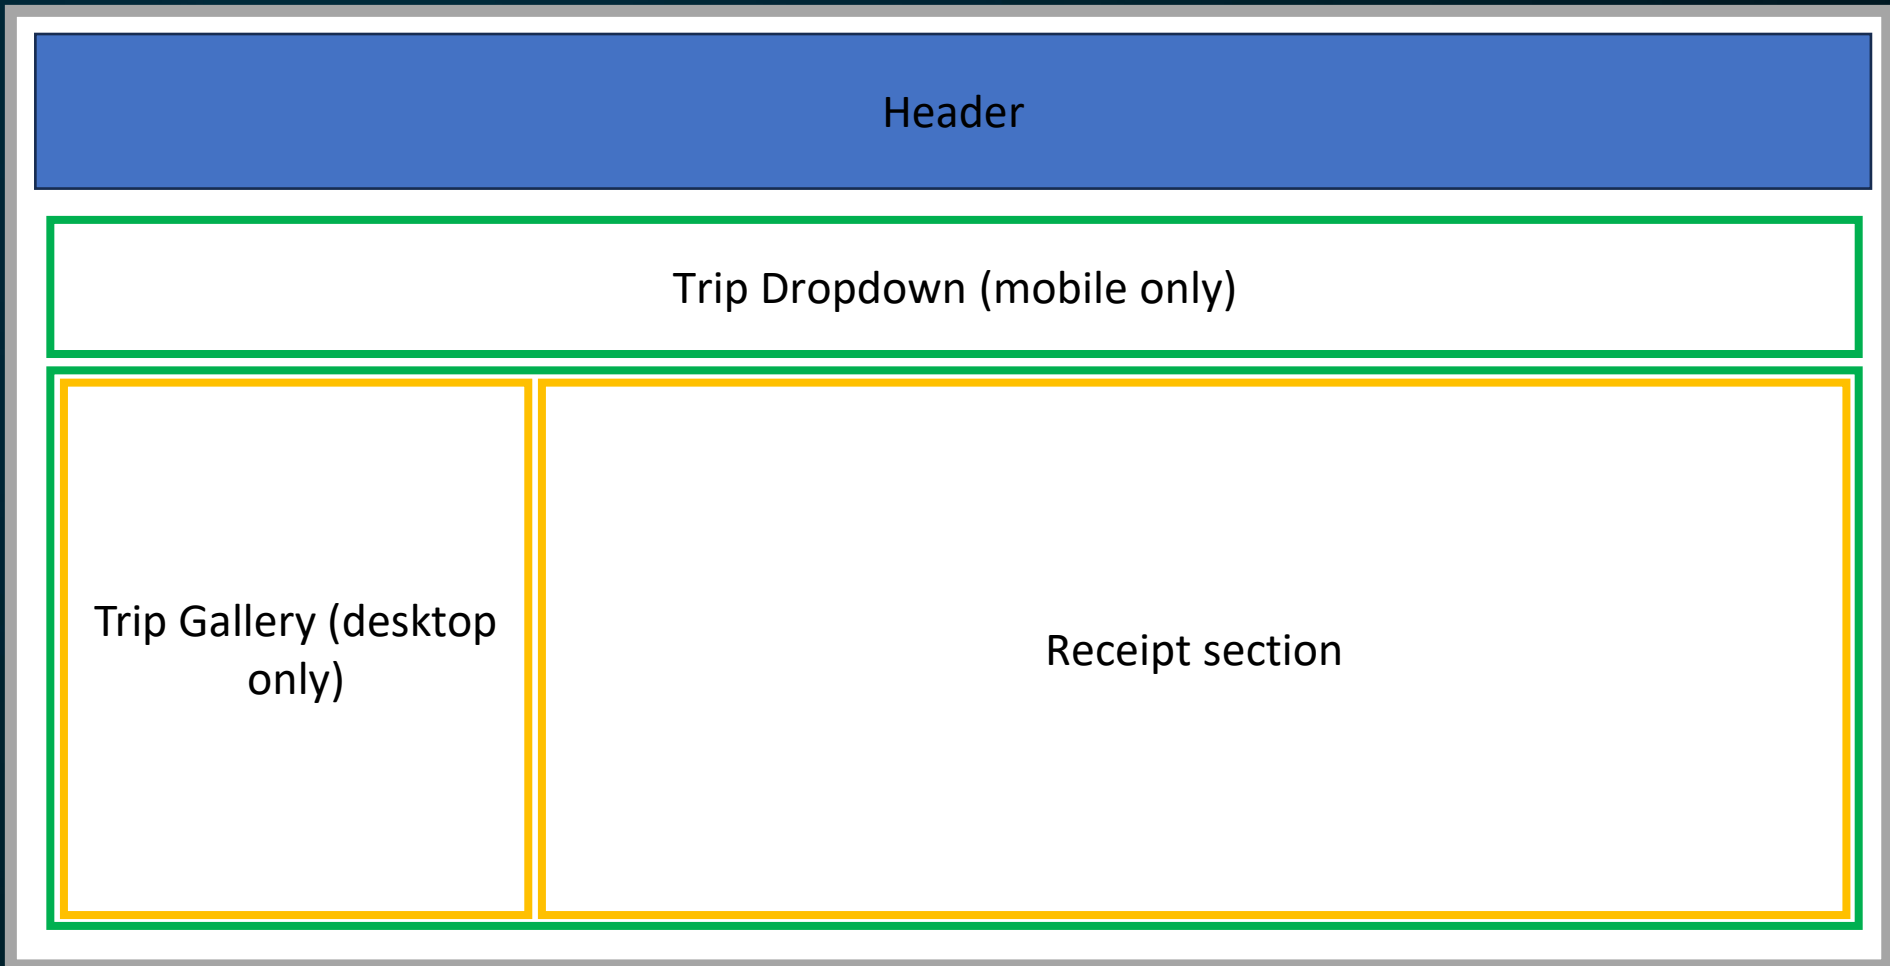 Header
Trip Dropdown (mobile only)
Trip Gallery (desktop
only)
Receipt section